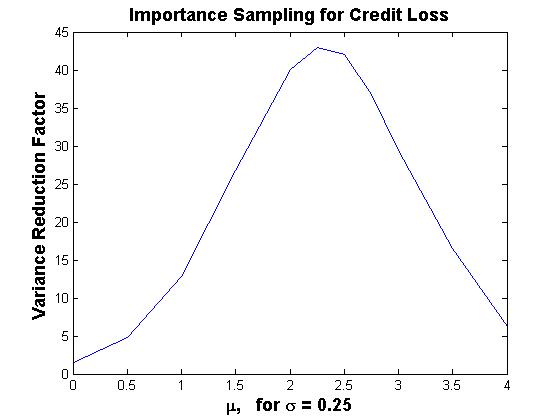 Importance Sampling for Credit Loss
Variance Reduction Factor
45
40
35
30
25
20
15
10
5
0
0 0.5 1 1.5 2 2.5 3 3.5 4
μ, for σ = 0.25